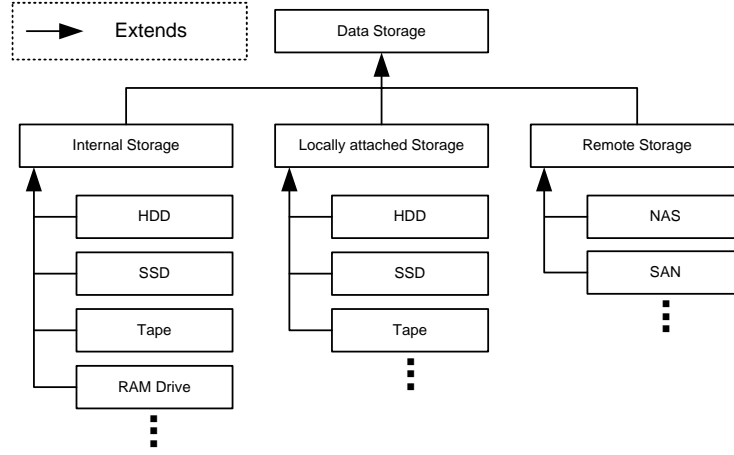 Extends
Data Storage
Internal Storage
Locally attached Storage
Remote Storage
HDD
SSD
Tape
RAM Drive
HDD
SSD
Tape
NAS
SAN